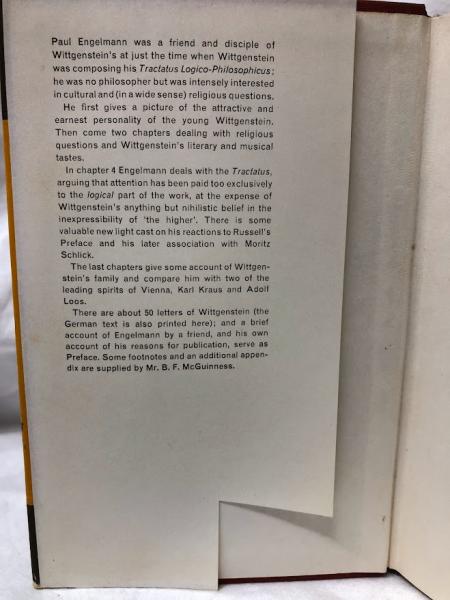 Paul Engelmann was a friend and disciple of
Wittgenstein's at just the time when Wittgenstein
was composing his Tractatus Logico-Philosophicus;
he was no philosopher but was intensely interested
in cultural and (in a wide sense) religious questions.
He first gives a picture of the attractive and
earnest personality of the young Wittgenstein.
Then come two chapters dealing with religious
questions and Wittgenstein's literary and musical
tastes.
In chapter 4 Engelmann deals with the Tractatus,
arguing that attention has been paid too exclusively
to the logical part of the work, at the expense of
Wittgenstein's anything but nihilistic belief in the
inexpressibility of 'the higher'. There is some
valuable new light cast on his reactions to Russell's
Preface and his later association with Moritz
Schlick.
The last chapters give some account of Wittgen-
stein's family and compare him with two of the
leading spirits of Vienna, Karl Kraus and Adolf
Loos.
There are about 50 letters of Wittgenstein (the
German text is also printed here); and a brief
account of Engelmann by a friend, and his own
account of his reasons for publication, serve as
Preface. Some footnotes and an additional appen-
dix are supplied by Mr. B. F. McGuinness.